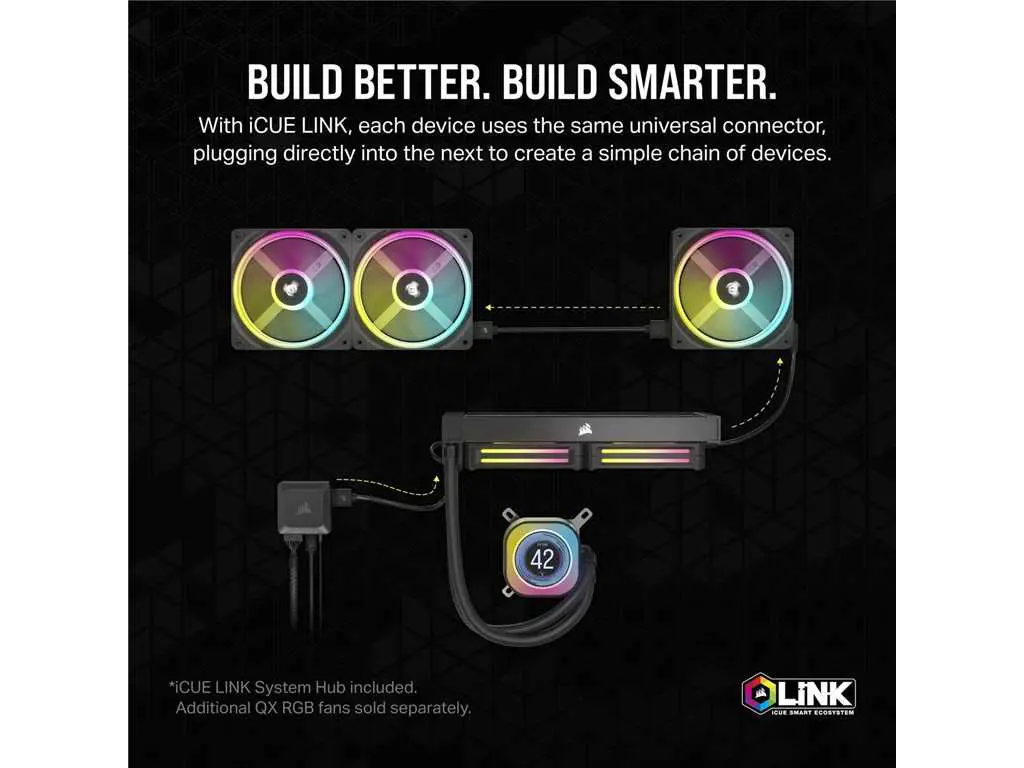 BUILD BETTER. BUILD SMARTER.
With iCUE LINK, each device uses the same universal connector,
plugging directly into the next to create a simple chain of devices.
42
*iCUE LINK System Hub included.
Additional QX RGB fans sold separately.
LINK
ICUE SMART ECOSYSTEM